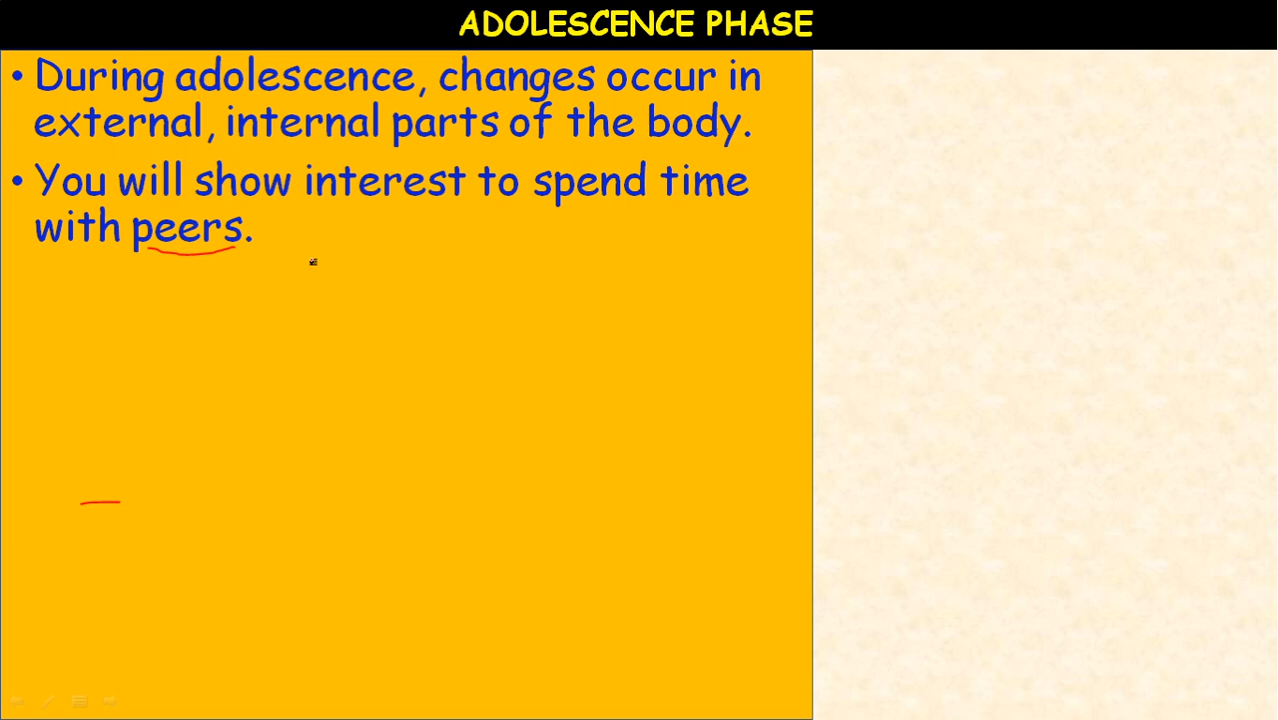 ADOLESCENCE PHASE
• During adolescence, changes occur in
external, internal parts of the body.
• You will show interest to spend time
with peers.